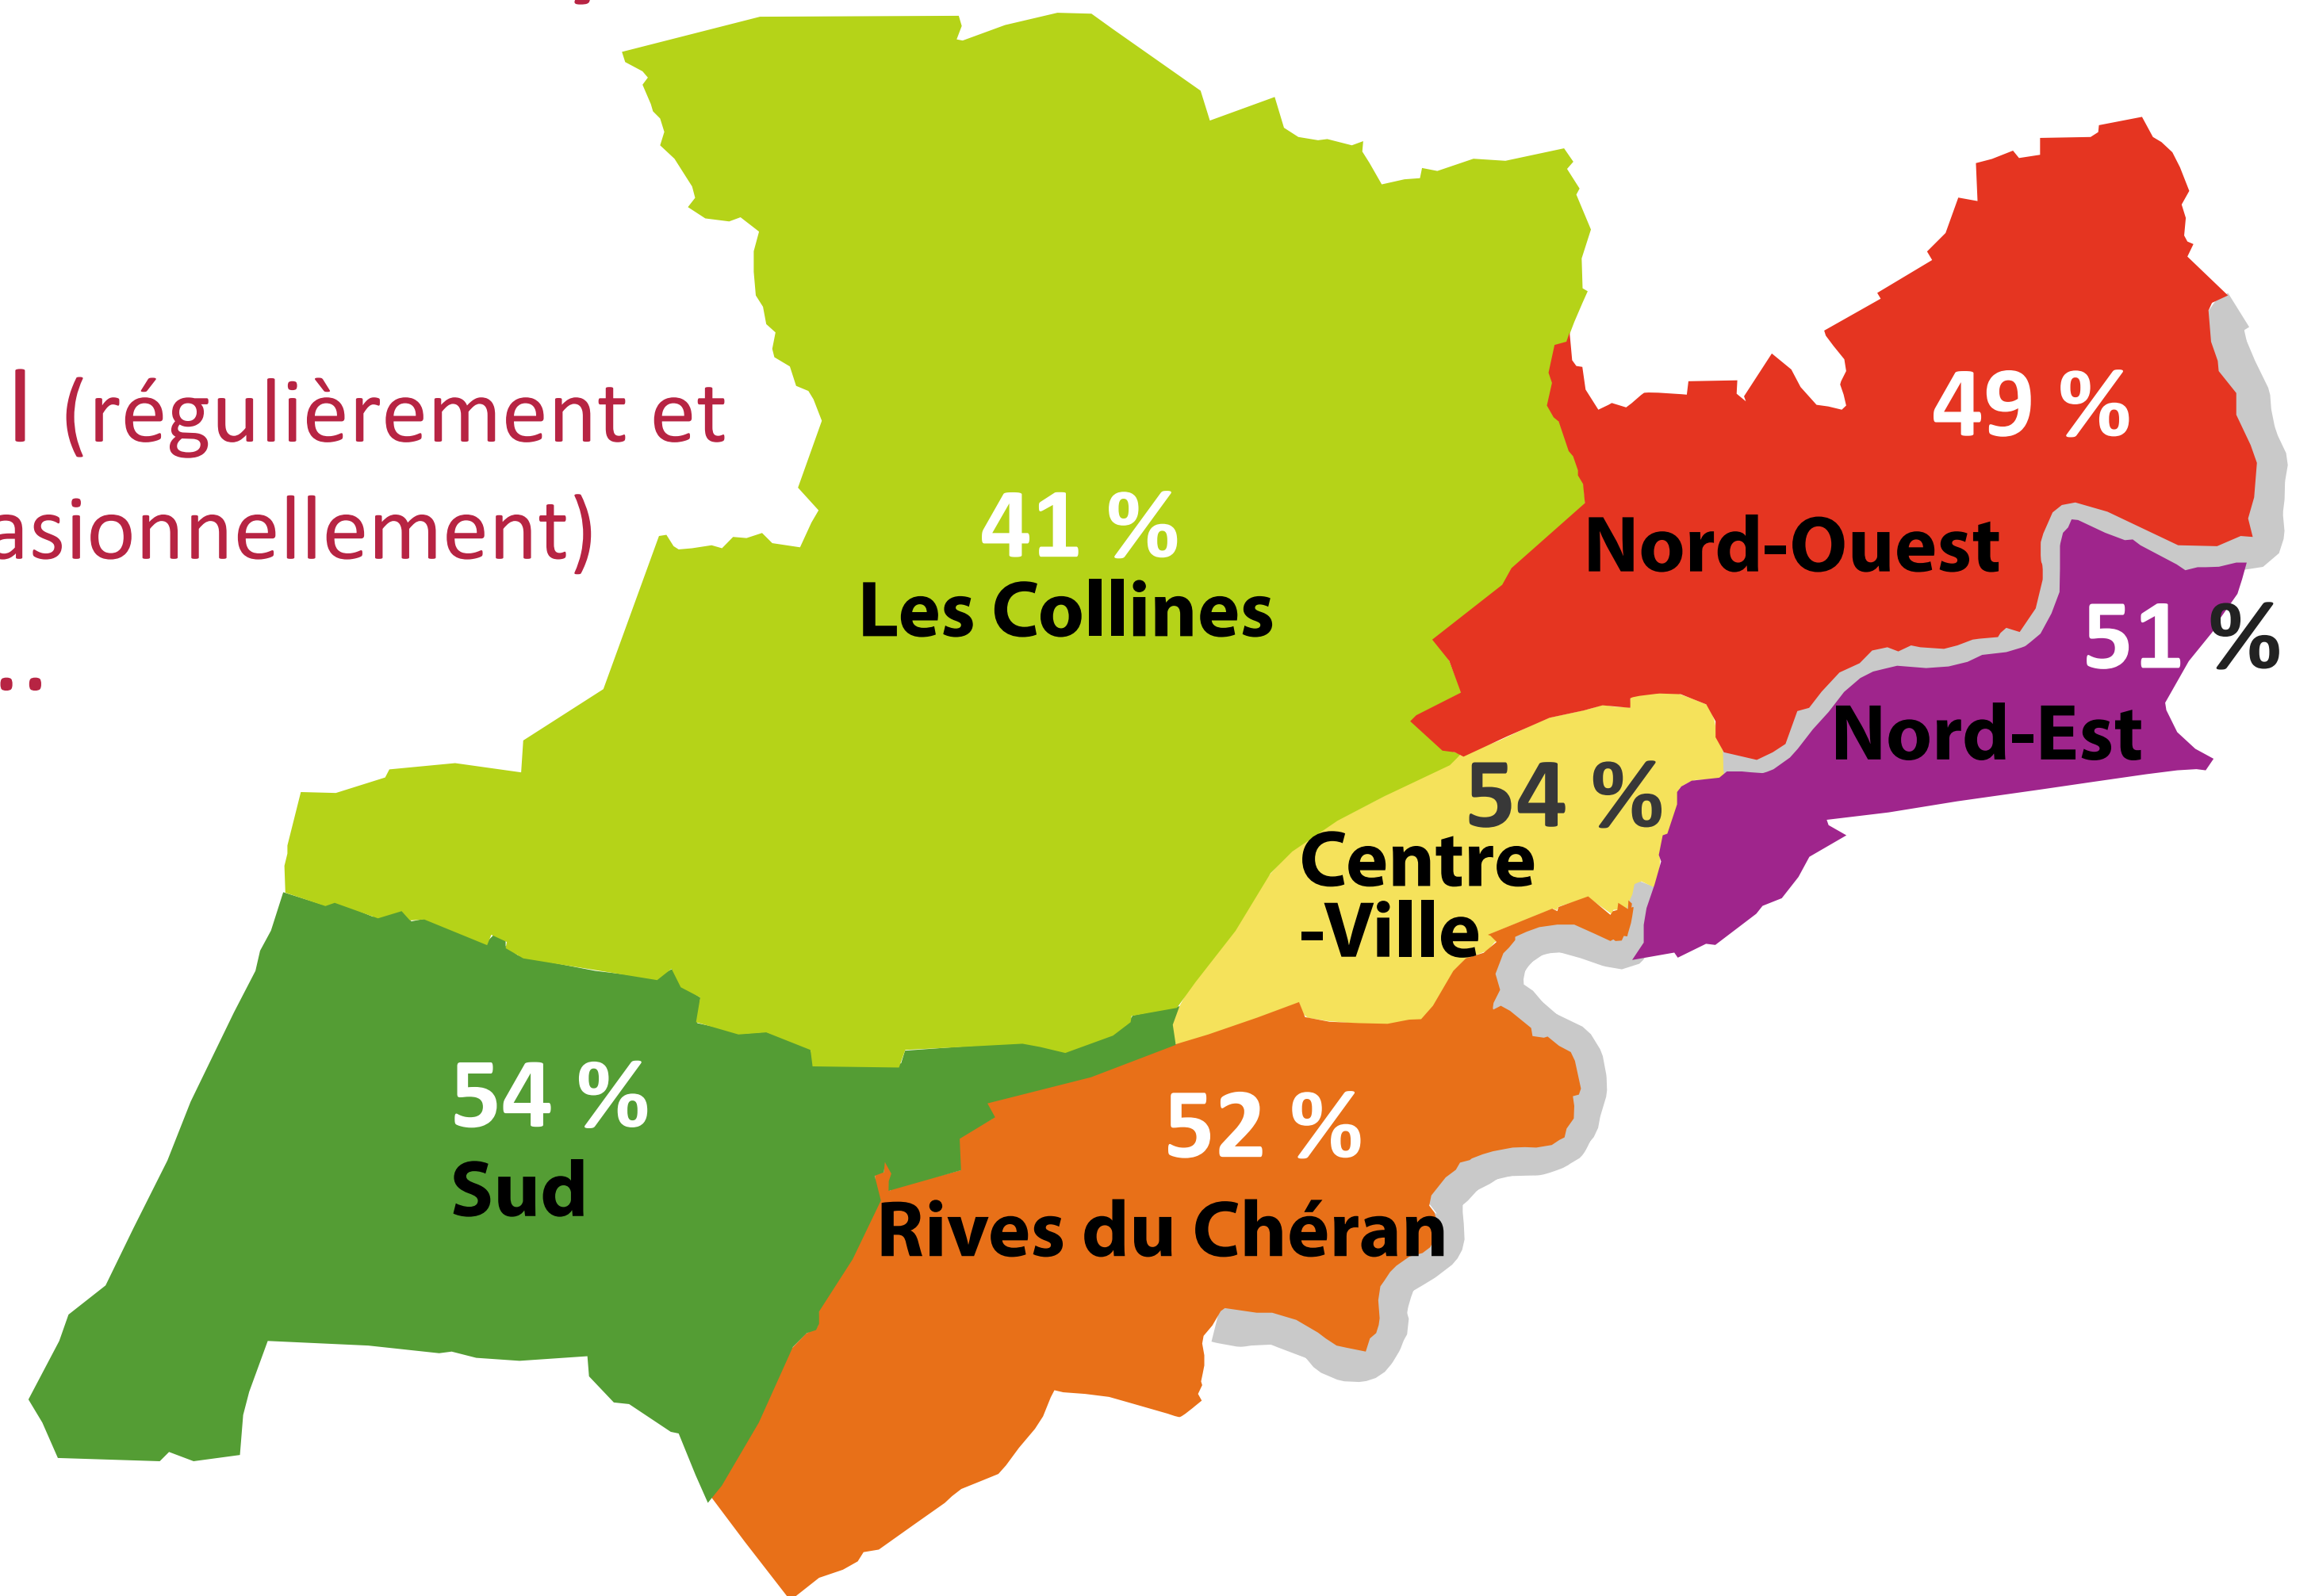 l (régulièrement et
asionnellement)
..
49 %
41 %
Nord-Ouest
Les Collines
51 %
Nord-Est
54 %
Centre
-Ville
54 %
Sud
52 %
Rives du Chéran